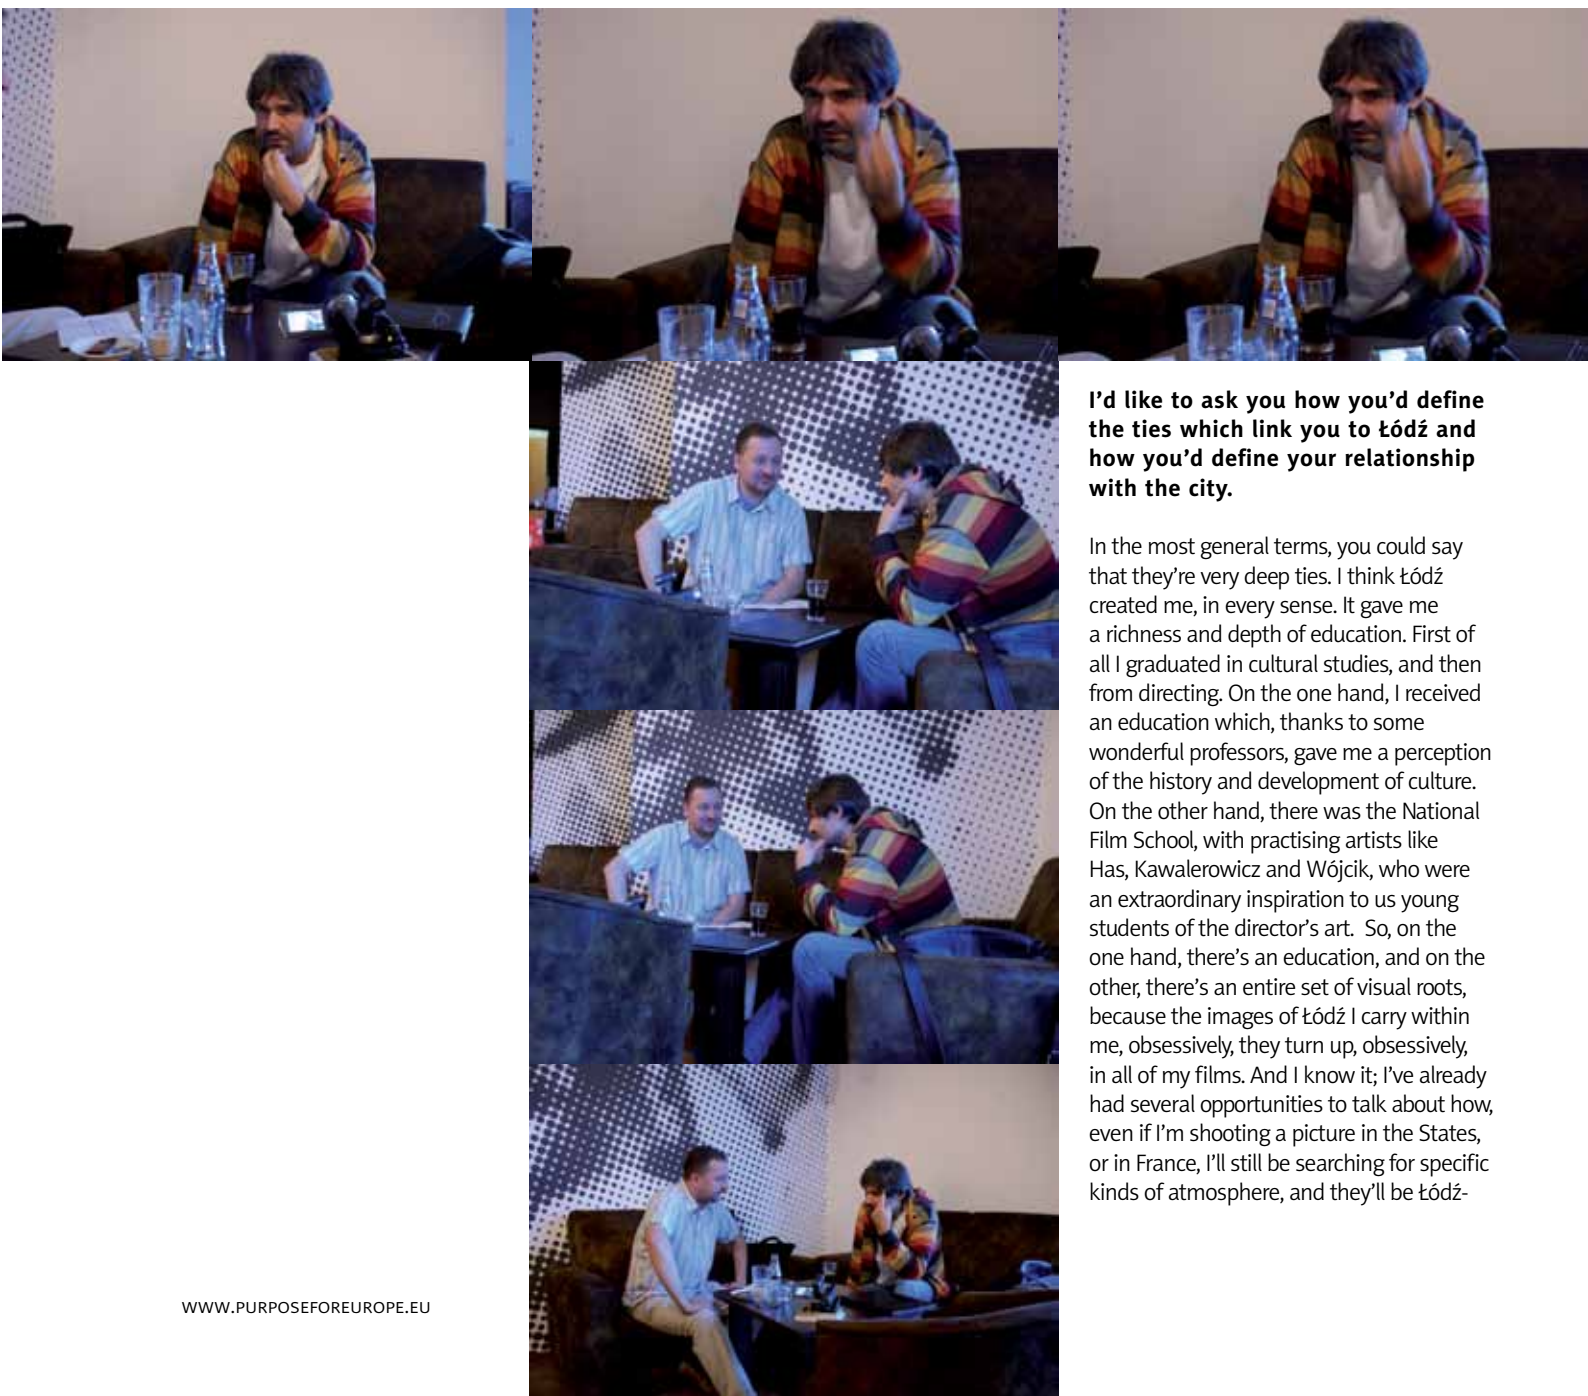 I’d like to ask you how you’d define
the ties which link you to Łódź and
how you’d define your relationship
with the city.
In the most general terms, you could say
that they’re very deep ties. I think Łódź
created me, in every sense. It gave me
a richness and depth of education. First of
all I graduated in cultural studies, and then
from directing. On the one hand, I received
an education which, thanks to some
wonderful professors, gave me a perception
of the history and development of culture.
On the other hand, there was the National
Film School, with practising artists like
Has, Kawalerowicz and Wójcik, who were
an extraordinary inspiration to us young
students of the director’s art.  So, on the
one hand, there’s an education, and on the
other, there’s an entire set of visual roots,
because the images of Łódź I carry within
me, obsessively, they turn up, obsessively,
in all of my films. And I know it; I’ve already
had several opportunities to talk about how,
even if I’m shooting a picture in the States,
or in France, I’ll still be searching for specific
kinds of atmosphere, and they’ll be Łódź-
WWW.PURPOSEFOREUROPE.EU